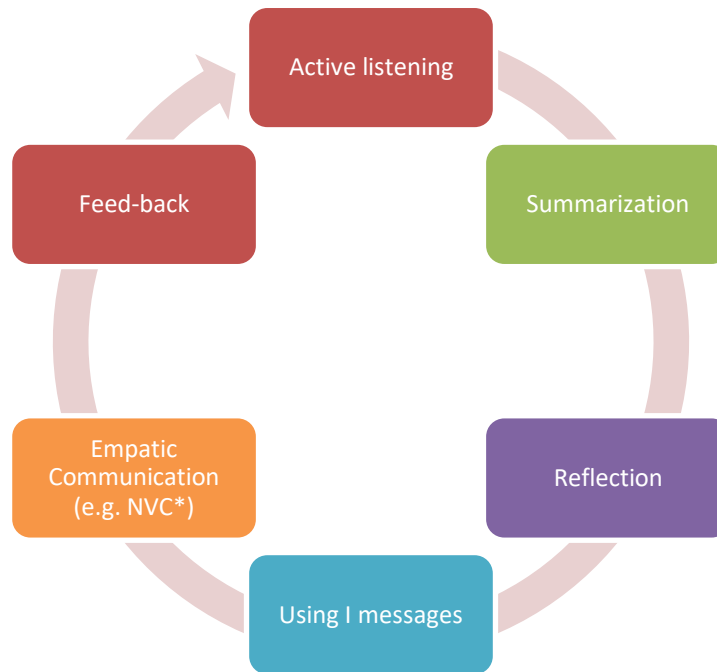 Active listening
Summarization
Reflection
Using I messages
Empatic
Communication
(e.g. NVC*)
Feed-back